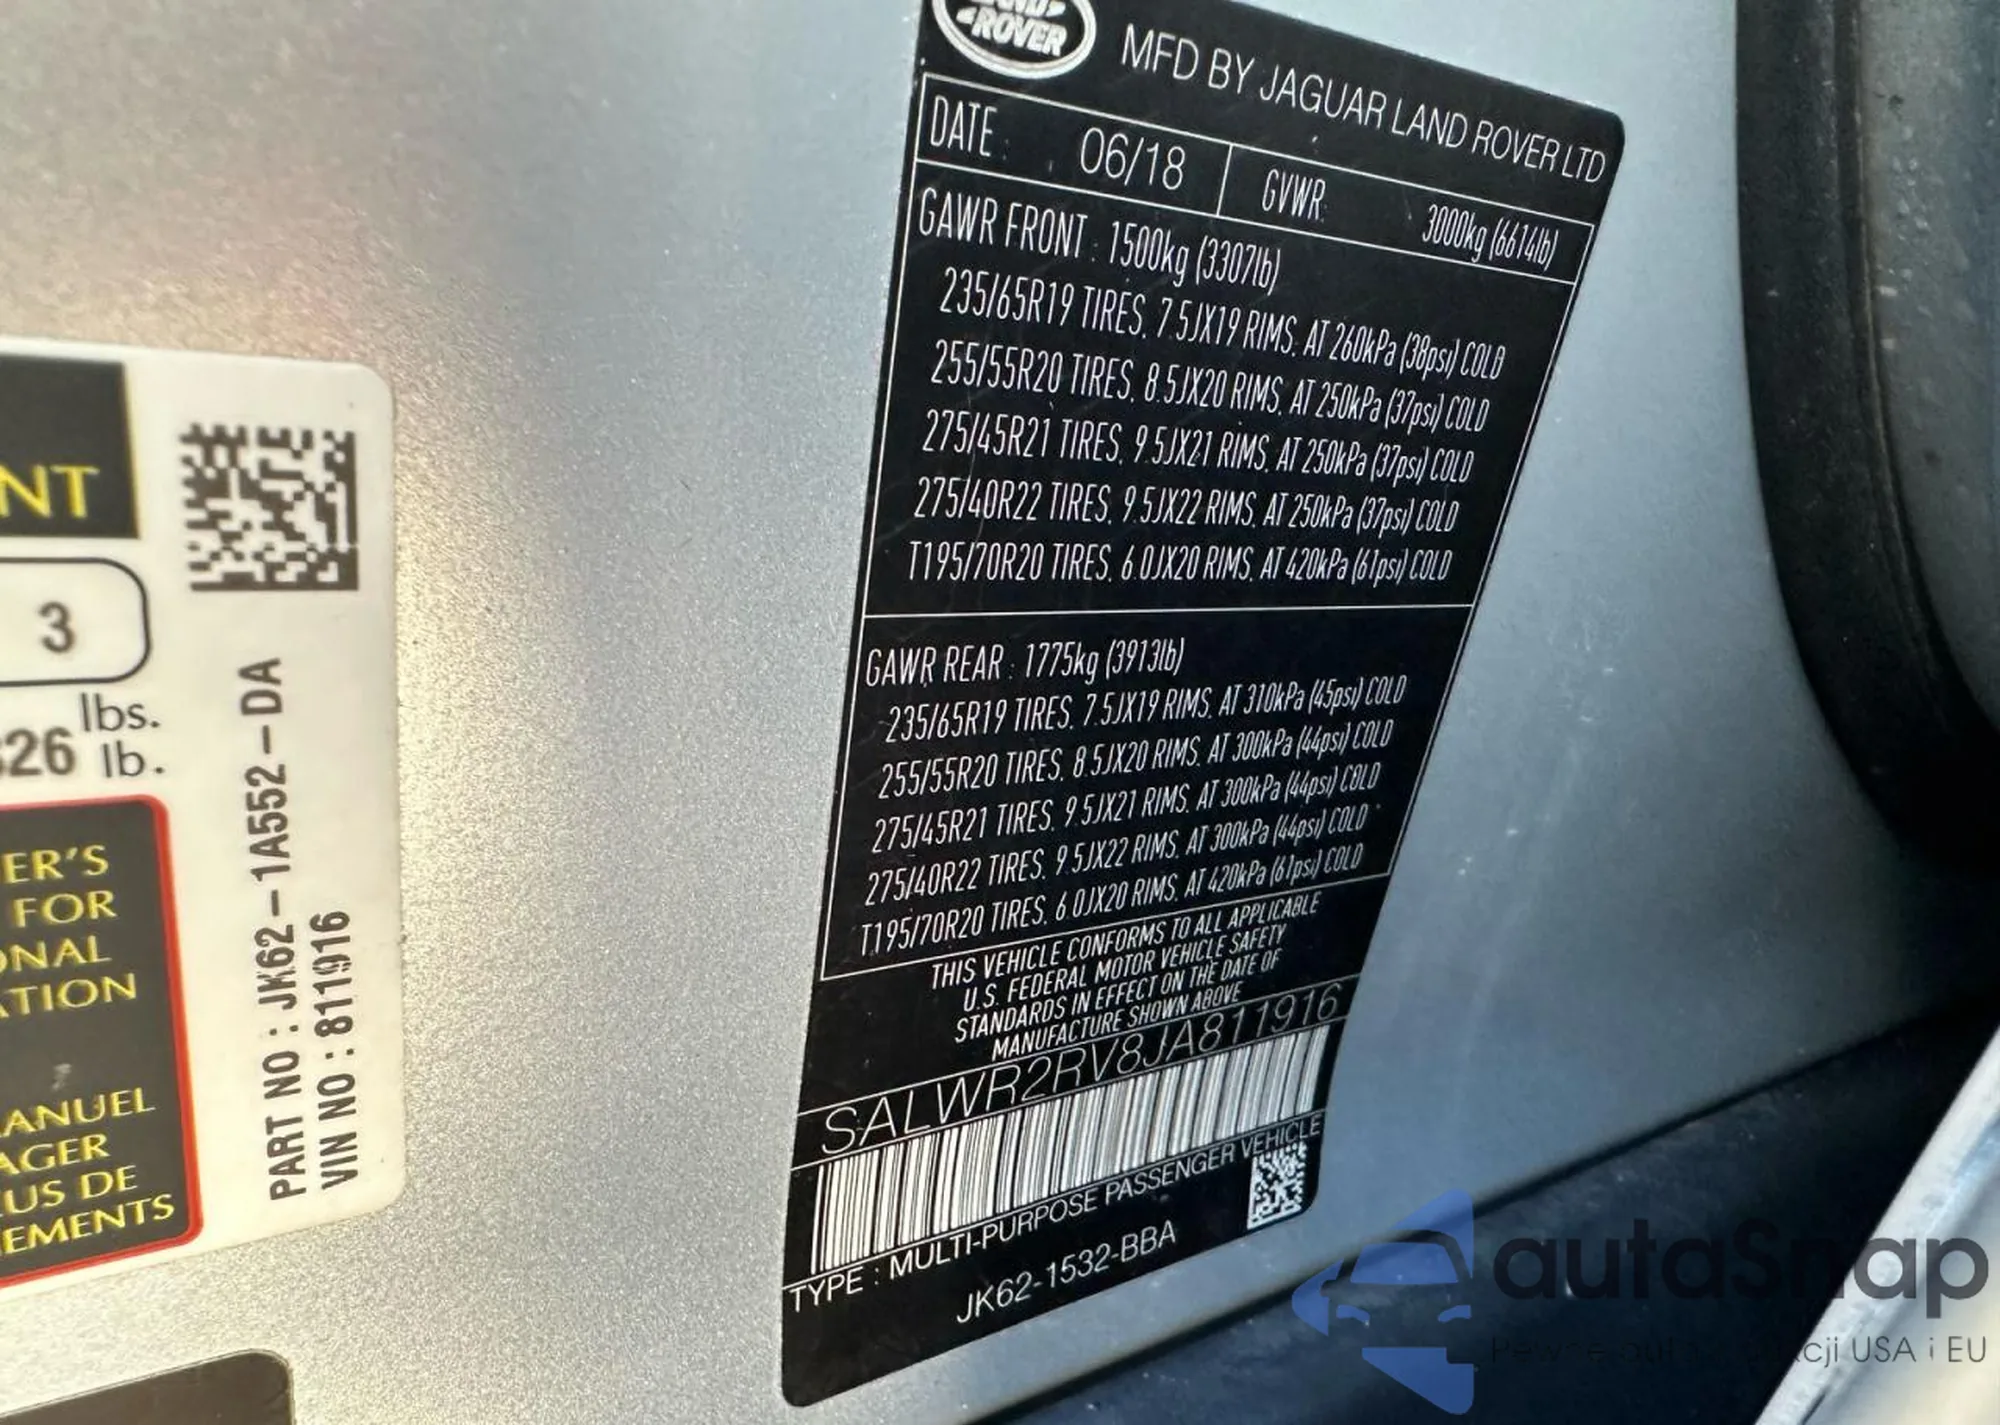 NT
3
lbs.
lb.
ER'S
FOR
ONAL
ATION
ANUEL
AGER
US DE
EMENTS
PART NO : JK62-1A552-DA
VIN NO : 811916
ROVER
MFD BY JAGUAR LAND ROVER LTD
DATE : 06/18 GVWR: 3000kg (6614lb)
GAWR FRONT : 1500kg (3307lb)
235/65R19 TIRES, 7.5JX19 RIMS, AT 260kPa (38psi) COLD
255/55R20 TIRES, 8.5JX20 RIMS, AT 250kPa (37psi) COLD
275/45R21 TIRES, 9.5JX21 RIMS, AT 250kPa (37psi) COLD
275/40R22 TIRES, 9.5JX22 RIMS, AT 250kPa (37psi) COLD
T195/70R20 TIRES, 6.0JX20 RIMS, AT 420kPa (61psi) COLD
GAWR REAR : 1775kg (3913lb)
235/65R19 TIRES, 7.5JX19 RIMS, AT 310kPa (45psi) COLD
255/55R20 TIRES, 8.5JX20 RIMS, AT 300kPa (44psi) COLD
275/45R21 TIRES, 9.5JX21 RIMS, AT 300kPa (44psi) COLD
275/40R22 TIRES, 9.5JX22 RIMS, AT 300kPa (44psi) COLD
T195/70R20 TIRES, 6.0JX20 RIMS, AT 420kPa (61psi) COLD
THIS VEHICLE CONFORMS TO ALL APPLICABLE
U.S. FEDERAL MOTOR VEHICLE SAFETY
STANDARDS IN EFFECT ON THE DATE OF
MANUFACTURE SHOWN ABOVE
SALWR2RV8JA811916
TYPE : MULTI-PURPOSE PASSENGER VEHICLE
JK62-1532-BBA
autoSnap
USA i EU